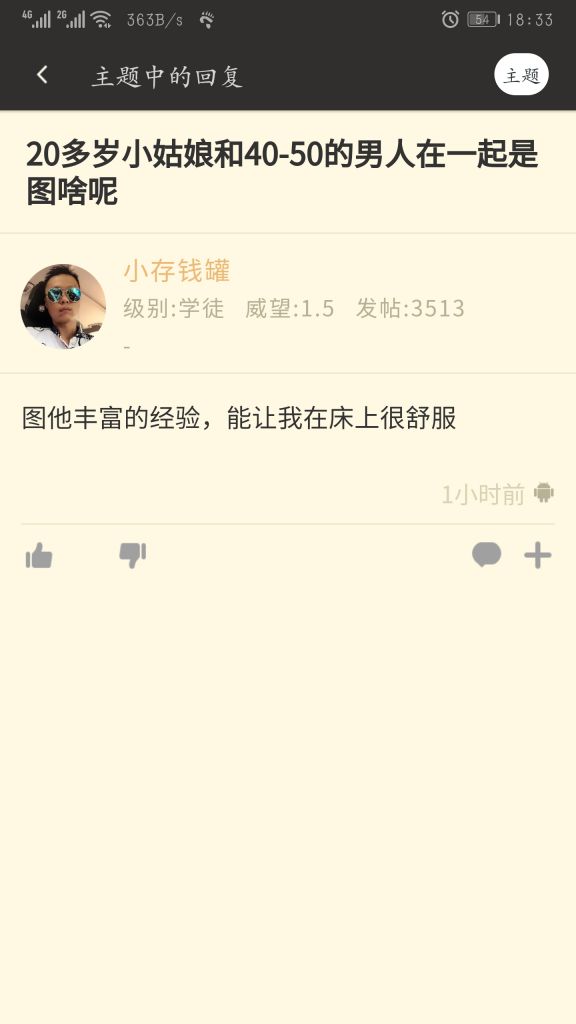 4G 2G 363B/s 54 18:33
主题中的回复 主题
20多岁小姑娘和40-50的男人在一起是
图啥呢
小存钱罐
级别:学徒 威望:1.5 发帖:3513
-
图他丰富的经验，能让我在床上很舒服
1小时前